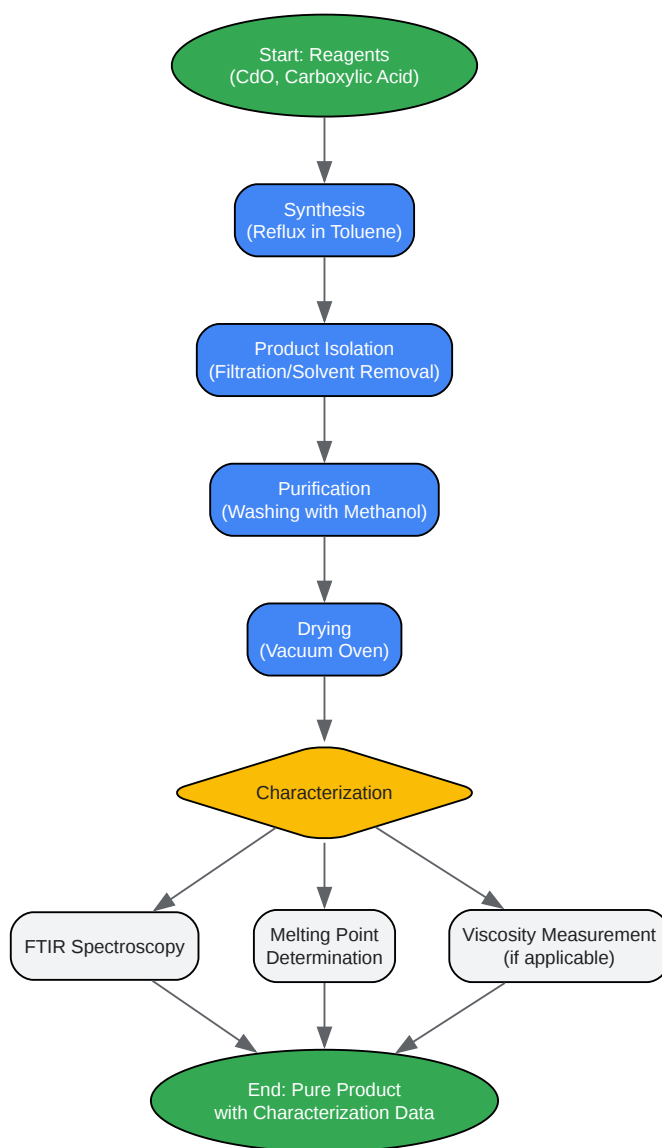 Start: Reagents
(CdO, Carboxylic Acid)
Synthesis
(Reflux in Toluene)
Product Isolation
(Filtration/Solvent Removal)
Purification
(Washing with Methanol)
Drying
(Vacuum Oven)
Characterization
FTIR Spectroscopy
Melting Point
Determination
Viscosity Measurement
(if applicable)
End: Pure Product
with Characterization Data